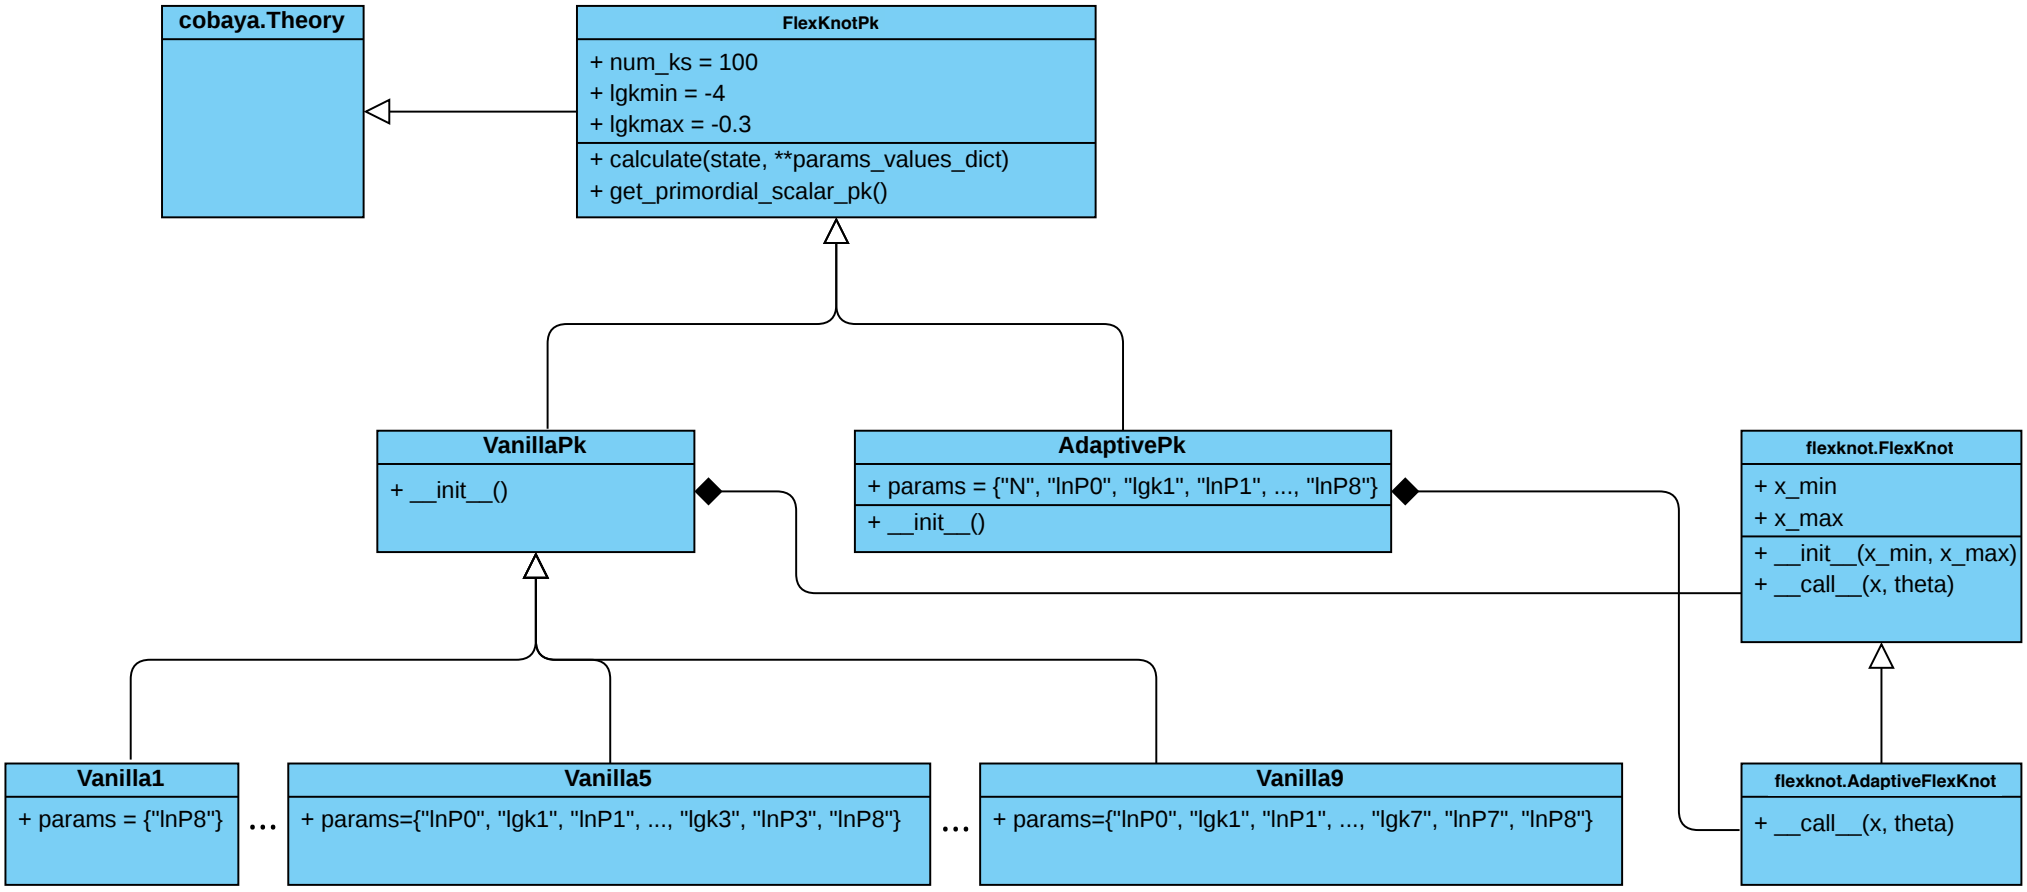 cobaya.Theory
FlexKnotPk
+ num_ks = 100
+ lgkmin = -4
+ lgkmax = -0.3
+ calculate(state, **params_values_dict)
+ get_primordial_scalar_pk()
VanillaPk
+ __init__()
AdaptivePk
+ params = {"N", "lnP0", "lgk1", "lnP1", ..., "lnP8"}
+ __init__()
flexknot.FlexKnot
+ x_min
+ x_max
+ __init__(x_min, x_max)
+ __call__(x, theta)
Vanilla1
+ params = {"lnP8"}
...
Vanilla5
+ params={"lnP0", "lgk1", "lnP1", ..., "lgk3", "lnP3", "lnP8"}
...
Vanilla9
+ params={"lnP0", "lgk1", "lnP1", ..., "lgk7", "lnP7", "lnP8"}
flexknot.AdaptiveFlexKnot
+ __call__(x, theta)